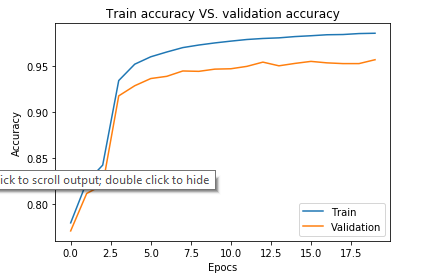 Train accuracy VS. validation accuracy
Accuracy
0.95
0.90
0.85
ick to scroll output; double click to hide
0.80
Train
Validation
0.0 2.5 5.0 7.5 10.0 12.5 15.0 17.5
Epocs